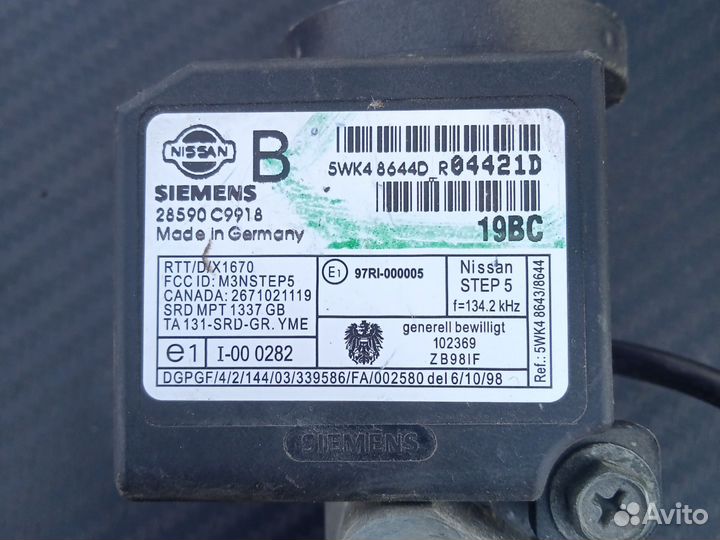 NISSAN
B
5WK4 8644D R04421D
SIEMENS
28590 C9918
Made in Germany
19BC
RTT/D/X1670
FCC ID: M3NSTEP5
CANADA: 2671021119
SRD MPT 1337 GB
TA 131-SRD-GR. YME
E1 97RI-000005
Nissan
STEP 5
f=134.2 kHz
Ref.: 5WK4 8643/8644
e1 I-00 0282
generell bewilligt
102369
ZB98IF
DGPGF/4/2/144/03/339586/FA/002580 del 6/10/98
SIEMENS
Avito